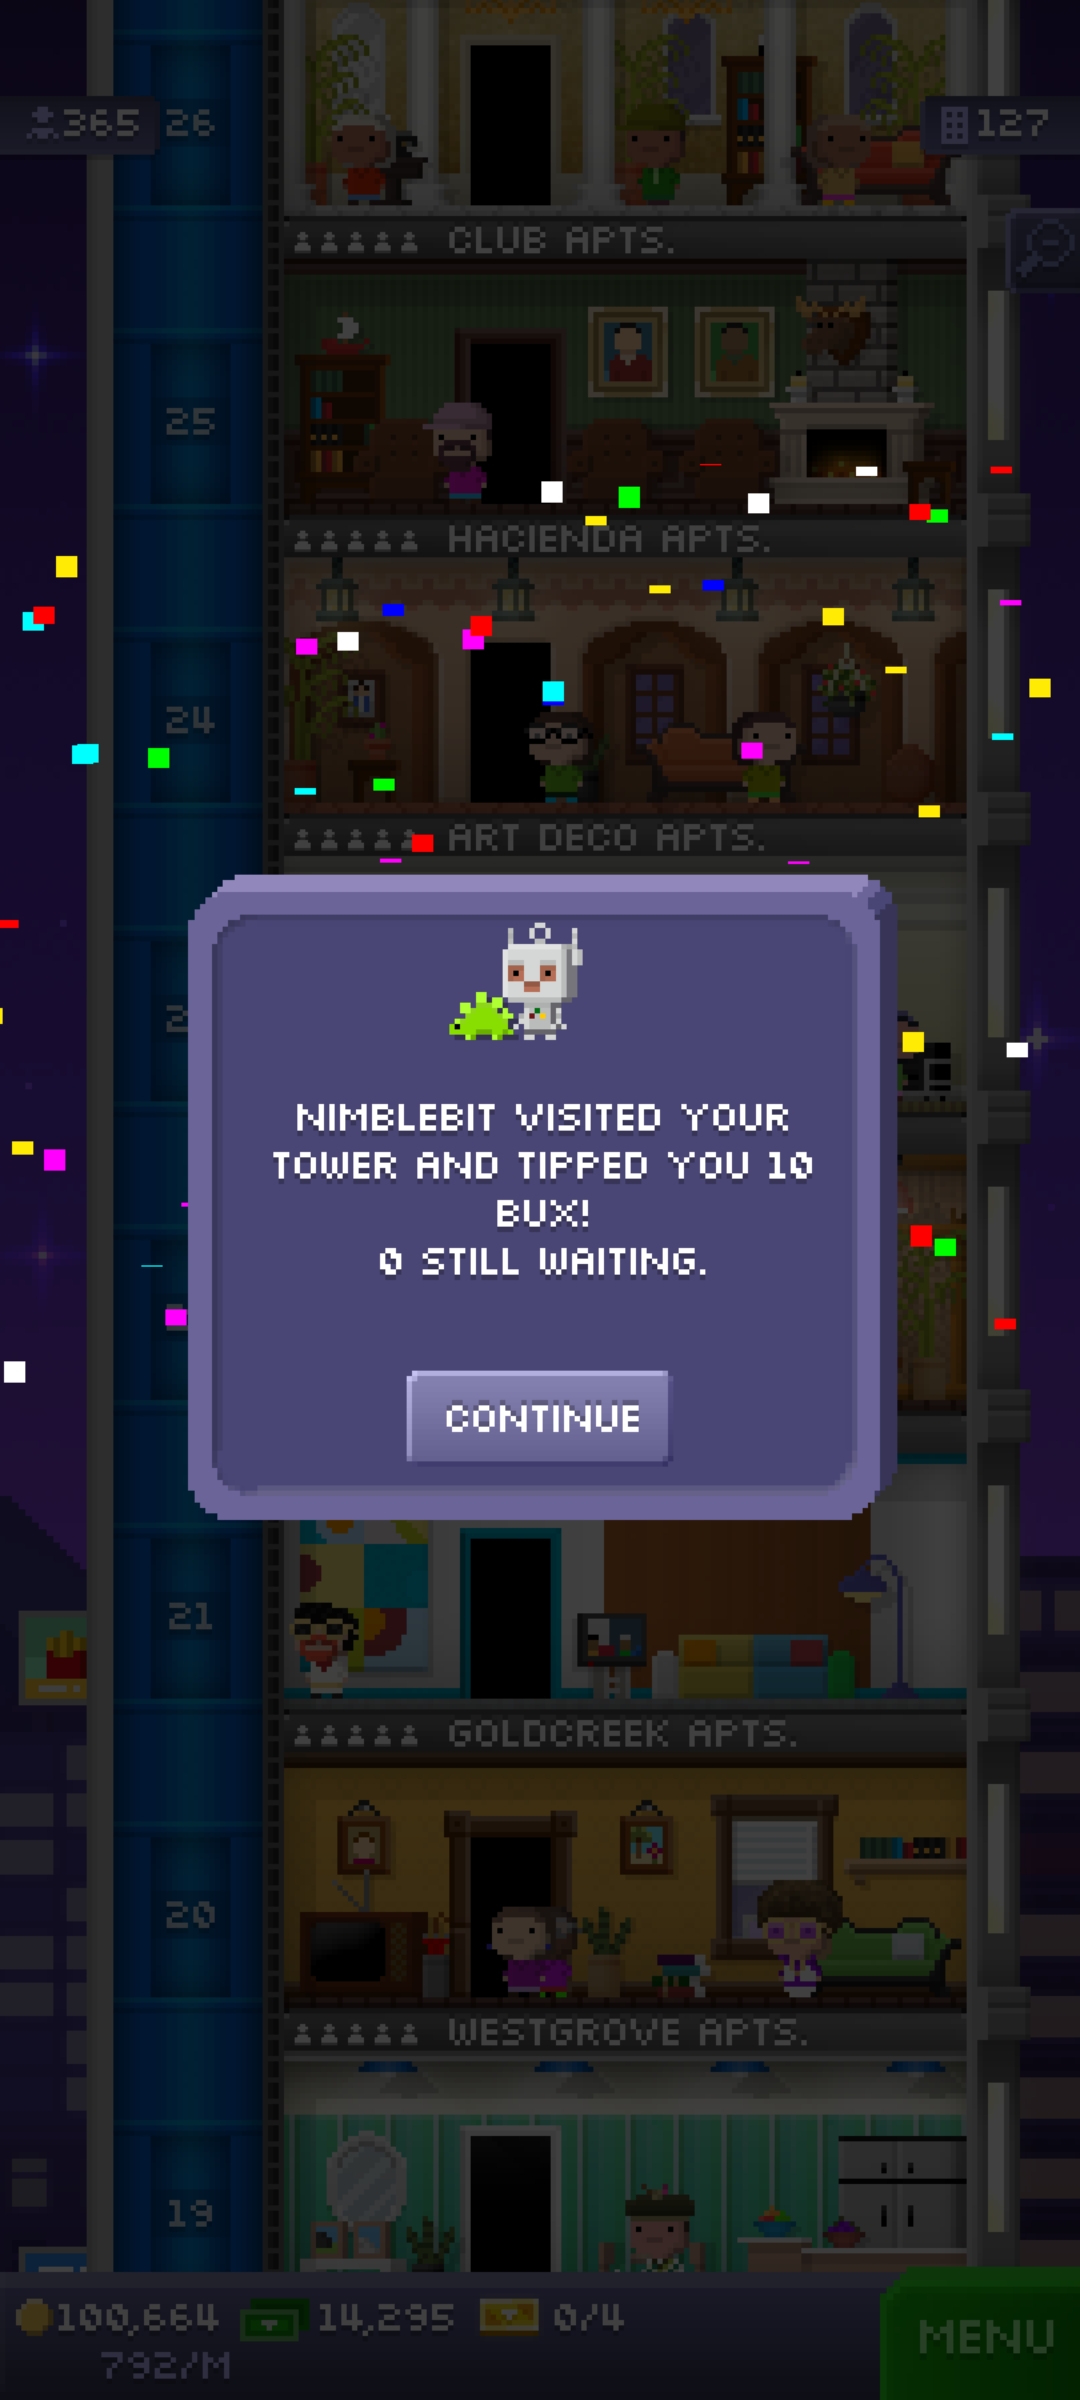 365
26
127
CLUB APTS.
25
HACIENDA APTS.
24
ART DECO APTS.
NIMBLEBIT VISITED YOUR
TOWER AND TIPPED YOU 10
BUX!
0 STILL WAITING.
CONTINUE
21
GOLDCREEK APTS.
20
WESTGROVE APTS.
19
100,664 14,295 0/4
792/M
MENU